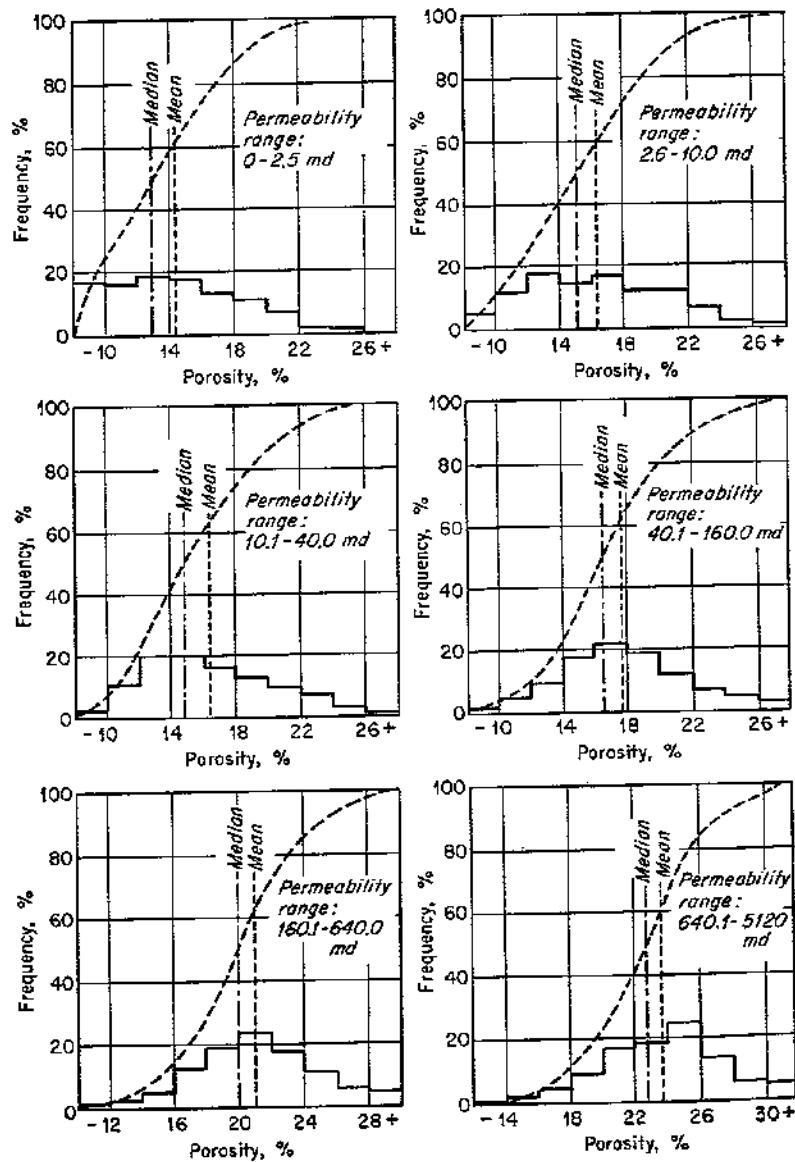 100
80
60
40
20
0
Frequency, %
Median
Mean
Permeability
range:
0-2.5 md
-10 14 18 22 26+
Porosity, %
100
80
60
40
20
0
Frequency, %
Median
Mean
Permeability
range:
2.6-10.0 md
-10 14 18 22 26+
Porosity, %
100
80
60
40
20
0
Frequency, %
Median
Mean
Permeability
range:
10.1-40.0 md
-10 14 18 22 26+
Porosity, %
100
80
60
40
20
0
Frequency, %
Median
Mean
Permeability
range:
40.1-160.0 md
-10 14 18 22 26+
Porosity, %
100
80
60
40
20
0
Frequency, %
Median
Mean
Permeability
range:
160.1-640.0
md
-12 16 20 24 28+
Porosity, %
100
80
60
40
20
0
Frequency, %
Median
Mean
Permeability
range:
640.1-5120
md
-14 18 22 26 30+
Porosity, %